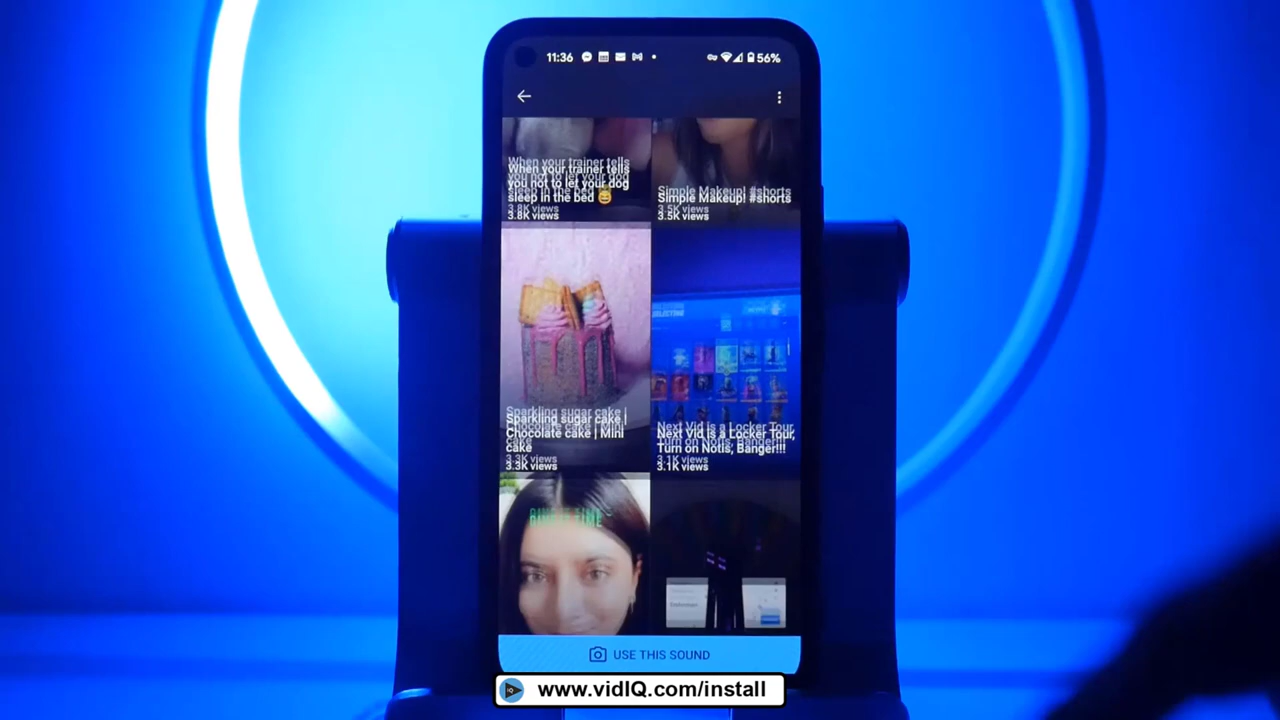 11:36
56%
When your trainer tells
you not to let your dog
sleep in the bed 😅
3.8K views
Simple Makeup! #shorts
3.5K views
Sparkling sugar cake |
Chocolate cake | Mini
cake
3.3K views
Next Vid is a Locker Tour,
Turn on Notis, Banger!!!
3.1K views
USE THIS SOUND
iQ
www.vidIQ.com/install